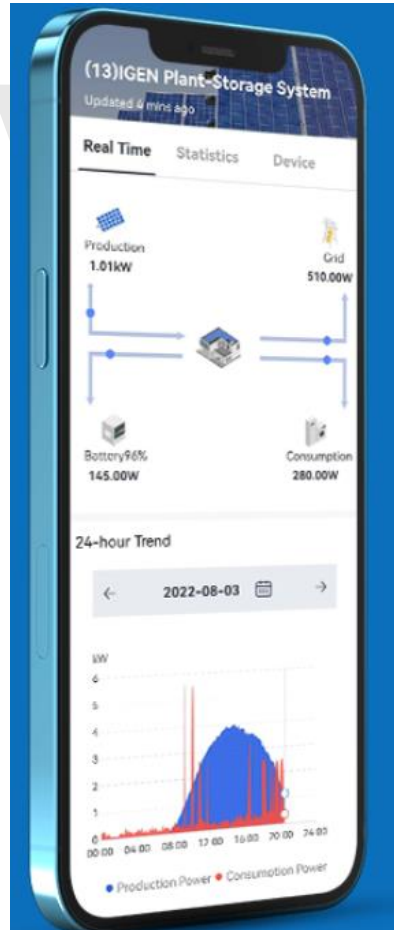 (13)IGEN Plant-Storage System
Updated 4 mins ago
Real Time Statistics Device
Production
1.01kW
Grid
510.00W
Battery96%
145.00W
Consumption
280.00W
24-hour Trend
← 2022-08-03 →
kW
6
5
4
3
2
1
0
00:00 04:00 08:00 12:00 16:00 20:00 24:00
Production Power Consumption Power